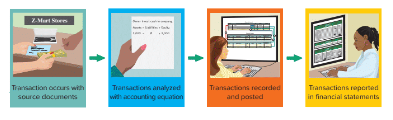 Z-Mart Stores
Transaction occurs with
source documents
Transactions analyzed
with accounting equation
Transactions recorded
and posted
Transactions reported
in financial statements